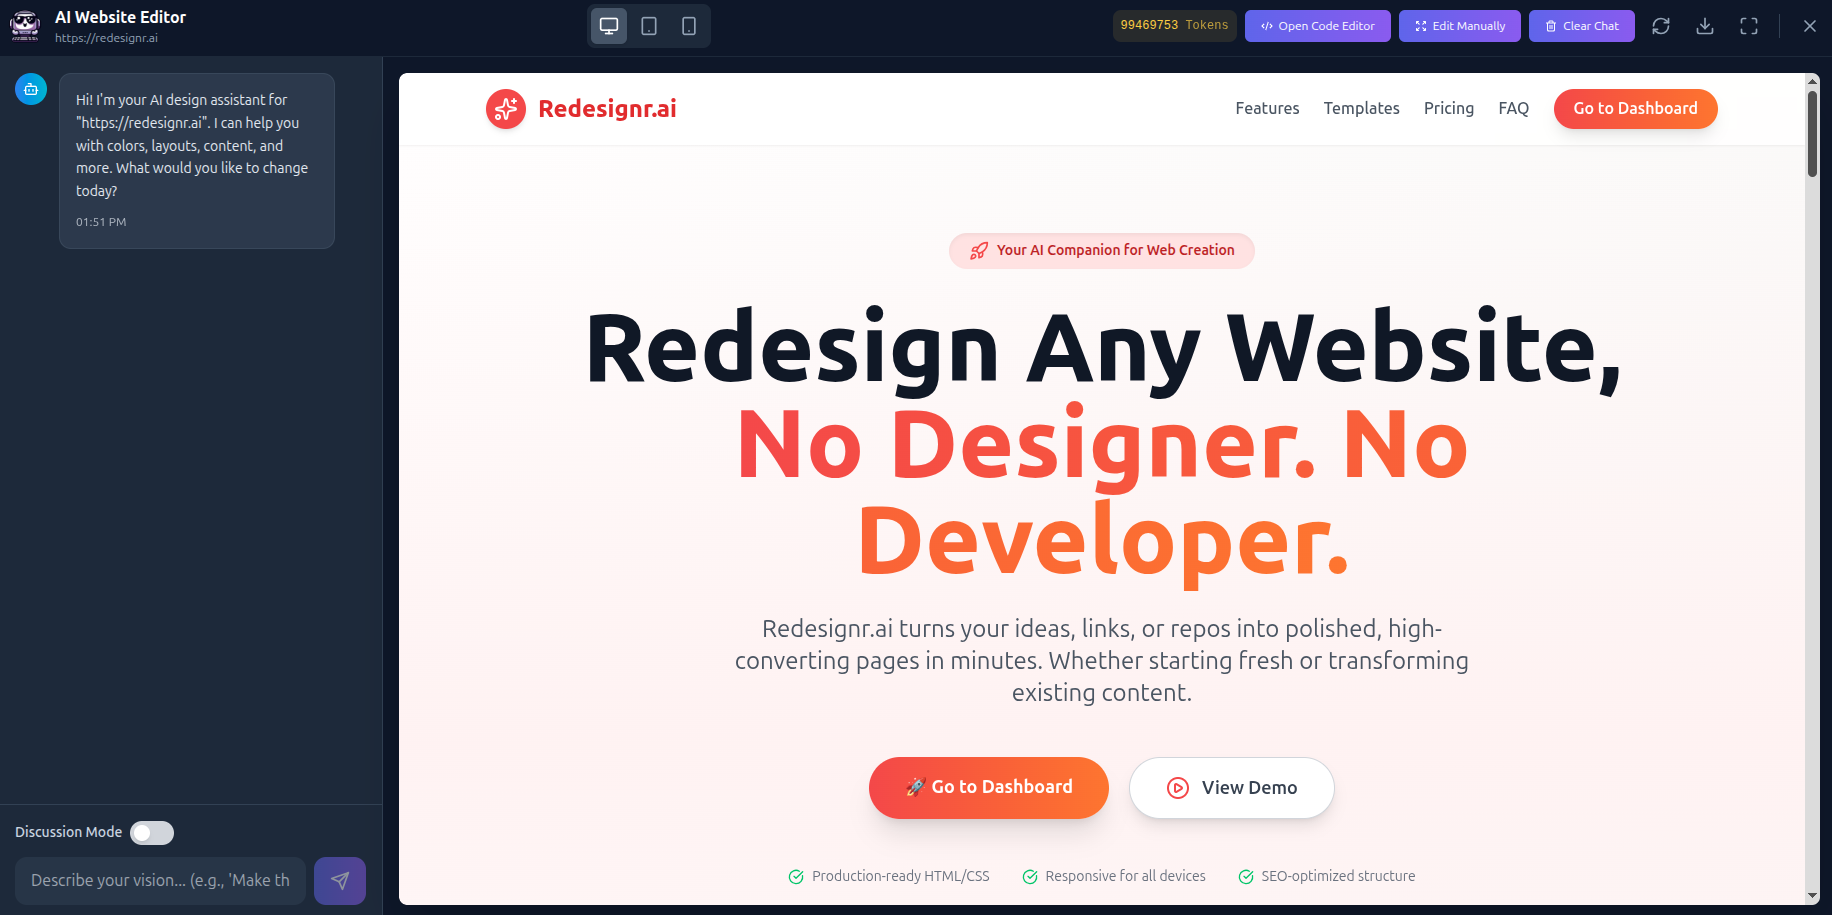 AI Website Editor
https://redesignr.ai
99469753 Tokens
Open Code Editor
Edit Manually
Clear Chat
Hi! I'm your AI design assistant for
"https://redesignr.ai". I can help you
with colors, layouts, content, and
more. What would you like to change
today?
01:51 PM
Discussion Mode
Describe your vision... (e.g., 'Make th
Redesignr.ai
Features
Templates
Pricing
FAQ
Go to Dashboard
Your AI Companion for Web Creation
Redesign Any Website,
No Designer. No
Developer.
Redesignr.ai turns your ideas, links, or repos into polished, high-
converting pages in minutes. Whether starting fresh or transforming
existing content.
🚀 Go to Dashboard
View Demo
Production-ready HTML/CSS
Responsive for all devices
SEO-optimized structure